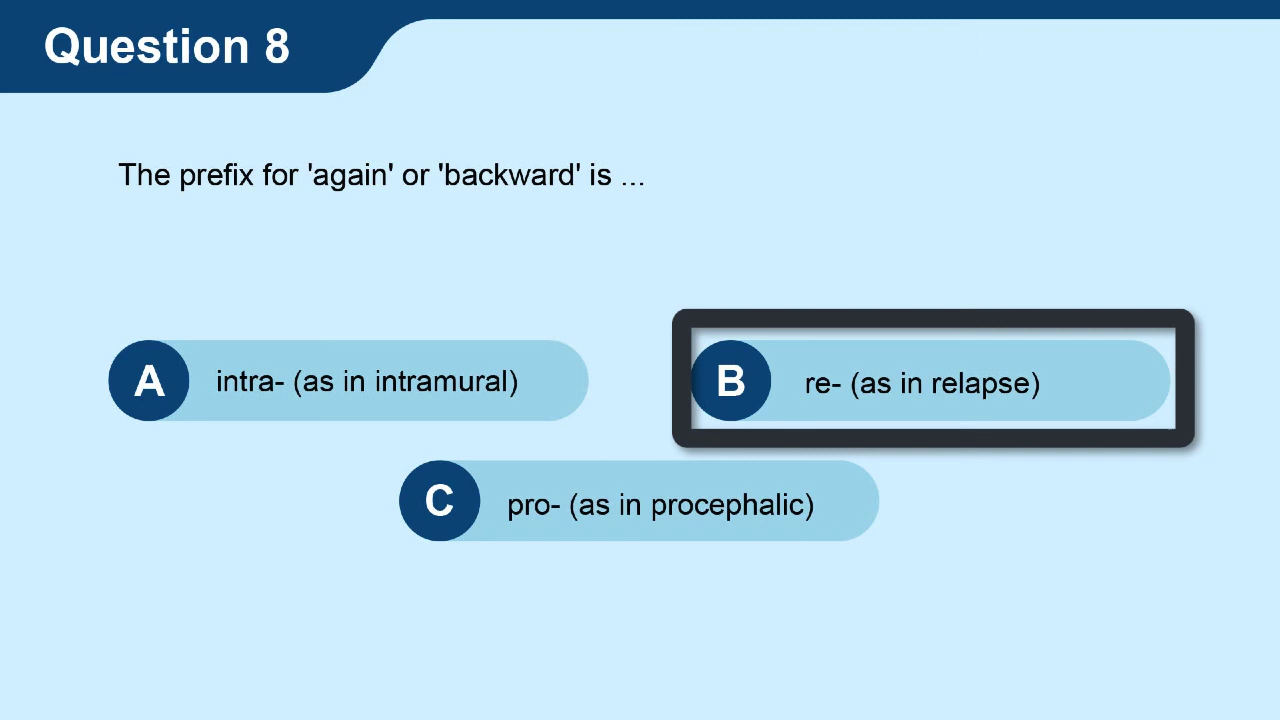 Question 8
The prefix for 'again' or 'backward' is ...
A intra- (as in intramural)
B re- (as in relapse)
C pro- (as in procephalic)